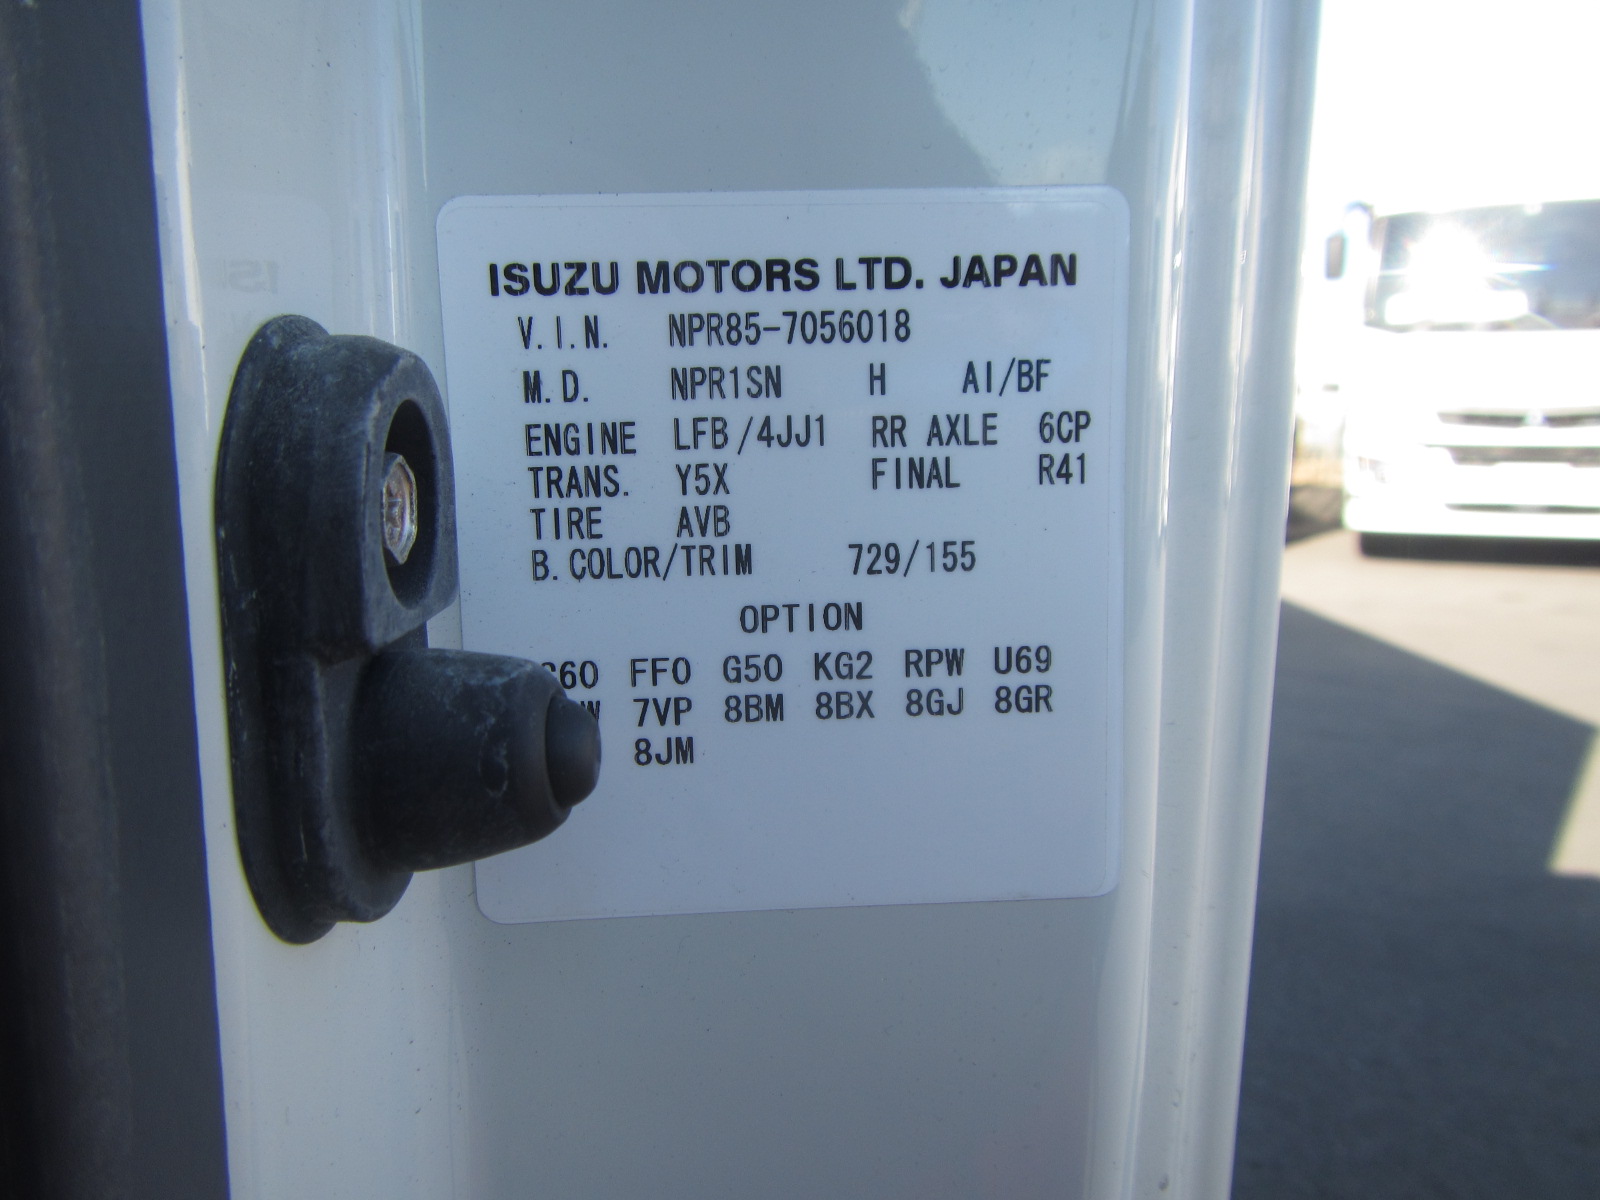 ISUZU MOTORS LTD. JAPAN
V.I.N. NPR85-7056018
M.D. NPR1SN H AI/BF
ENGINE LFB/4JJ1 RR AXLE 6CP
TRANS. Y5X FINAL R41
TIRE AVB
B.COLOR/TRIM 729/155
OPTION
FF0 G50 KG2 RPW U69
7VP 8BM 8BX 8GJ 8GR
8JM